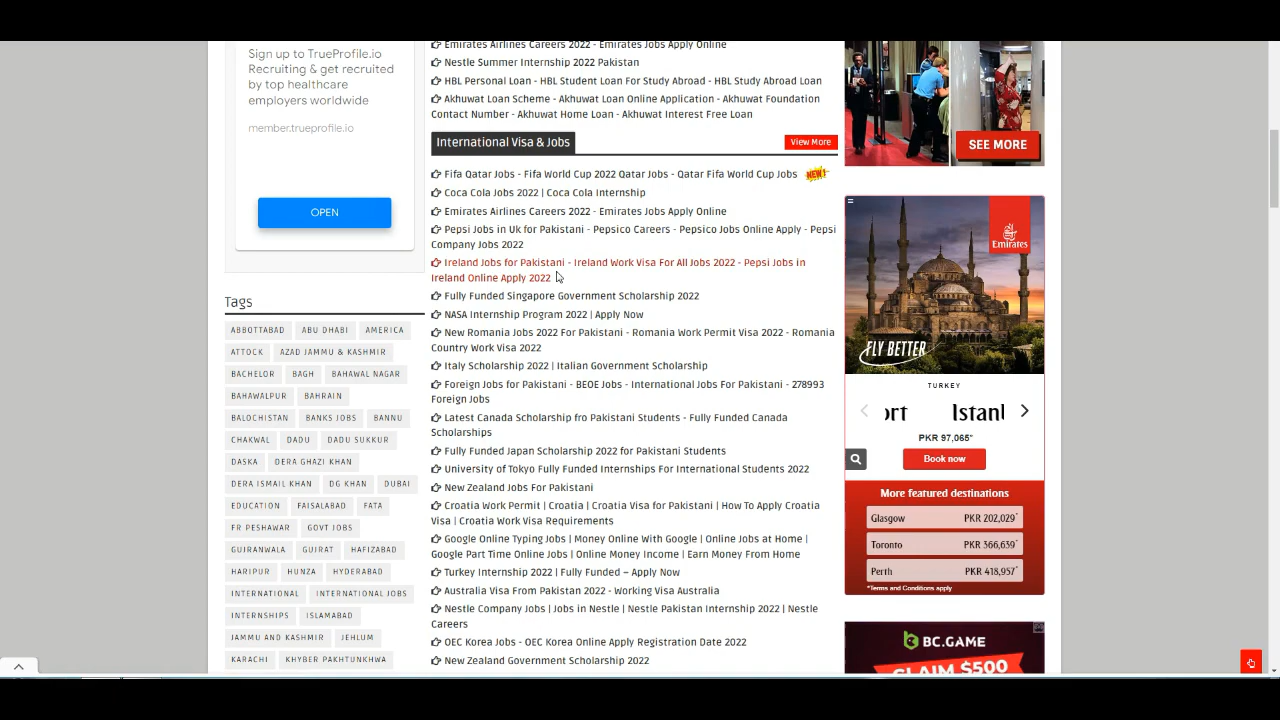 Sign up to TrueProfile.io
Recruiting & get recruited
by top healthcare
employers worldwide
member.trueprofile.io
OPEN
Tags
ABBOTTABAD ABU DHABI AMERICA
ATTOCK AZAD JAMMU & KASHMIR
BACHELOR BAGH BAHAWAL NAGAR
BAHAWALPUR BAHRAIN
BALOCHISTAN BANKS JOBS BANNU
CHAKWAL DADU DADU SUKKUR
DASKA DERA GHAZI KHAN
DERA ISMAIL KHAN DG KHAN DUBAI
EDUCATION FAISALABAD FATA
FR PESHAWAR GOVT JOBS
GUJRANWALA GUJRAT HAFIZABAD
HARIPUR HUNZA HYDERABAD
INTERNATIONAL INTERNATIONAL JOBS
INTERNSHIPS ISLAMABAD
JAMMU AND KASHMIR JEHLUM
KARACHI KHYBER PAKHTUNKHWA
Emirates Airlines Careers 2022 - Emirates Jobs Apply Online
Nestle Summer Internship 2022 Pakistan
HBL Personal Loan - HBL Student Loan For Study Abroad - HBL Study Abroad Loan
Akhuwat Loan Scheme - Akhuwat Loan Online Application - Akhuwat Foundation
Contact Number - Akhuwat Home Loan - Akhuwat Interest Free Loan
International Visa & Jobs View More
Fifa Qatar Jobs - Fifa World Cup 2022 Qatar Jobs - Qatar Fifa World Cup Jobs NEW!
Coca Cola Jobs 2022 | Coca Cola Internship
Emirates Airlines Careers 2022 - Emirates Jobs Apply Online
Pepsi Jobs in Uk for Pakistani - Pepsico Careers - Pepsico Jobs Online Apply - Pepsi
Company Jobs 2022
Ireland Jobs for Pakistani - Ireland Work Visa For All Jobs 2022 - Pepsi Jobs in
Ireland Online Apply 2022
Fully Funded Singapore Government Scholarship 2022
NASA Internship Program 2022 | Apply Now
New Romania Jobs 2022 For Pakistani - Romania Work Permit Visa 2022 - Romania
Country Work Visa 2022
Italy Scholarship 2022 | Italian Government Scholarship
Foreign Jobs for Pakistani - BEOE Jobs - International Jobs For Pakistani - 278993
Foreign Jobs
Latest Canada Scholarship fro Pakistani Students - Fully Funded Canada
Scholarships
Fully Funded Japan Scholarship 2022 for Pakistani Students
University of Tokyo Fully Funded Internships For International Students 2022
New Zealand Jobs For Pakistani
Croatia Work Permit | Croatia | Croatia Visa for Pakistani | How To Apply Croatia
Visa | Croatia Work Visa Requirements
Google Online Typing Jobs | Money Online With Google | Online Jobs at Home |
Google Part Time Online Jobs | Online Money Income | Earn Money From Home
Turkey Internship 2022 | Fully Funded – Apply Now
Australia Visa From Pakistan 2022 - Working Visa Australia
Nestle Company Jobs | Jobs in Nestle | Nestle Pakistan Internship 2022 | Nestle
Careers
OEC Korea Jobs - OEC Korea Online Apply Registration Date 2022
New Zealand Government Scholarship 2022
SEE MORE
Emirates
FLY BETTER
TURKEY
ort Istanl
PKR 97,065*
Book now
More featured destinations
Glasgow PKR 202,029*
Toronto PKR 366,639*
Perth PKR 418,957*
*Terms and Conditions apply
BC.GAME
CLAIM $500